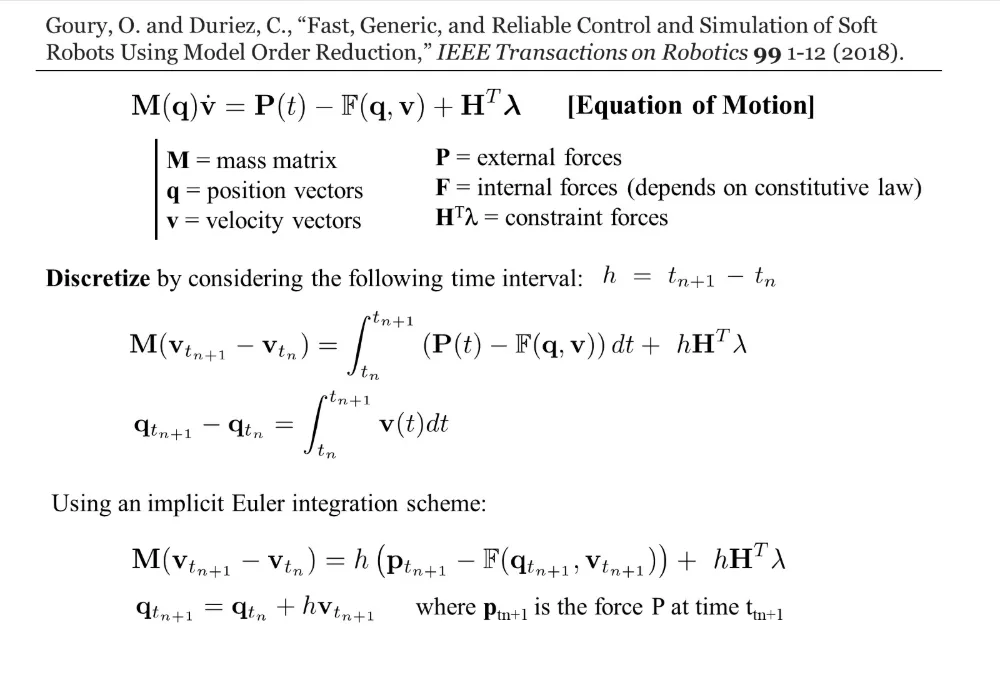 Goury, O. and Duriez, C., “Fast, Generic, and Reliable Control and Simulation of Soft
Robots Using Model Order Reduction,” IEEE Transactions on Robotics 99 1-12 (2018).
M(q)v̇ = P(t) − 𝔽(q, v) + Hᵀλ [Equation of Motion]
M = mass matrix
q = position vectors
v = velocity vectors
P = external forces
F = internal forces (depends on constitutive law)
Hᵀλ = constraint forces
Discretize by considering the following time interval: h = t_{n+1} − t_n
M(v_{t_{n+1}} − v_{t_n}) = ∫_{t_n}^{t_{n+1}} (P(t) − 𝔽(q, v)) dt + hHᵀλ
q_{t_{n+1}} − q_{t_n} = ∫_{t_n}^{t_{n+1}} v(t)dt
Using an implicit Euler integration scheme:
M(v_{t_{n+1}} − v_{t_n}) = h (p_{t_{n+1}} − 𝔽(q_{t_{n+1}}, v_{t_{n+1}})) + hHᵀλ
q_{t_{n+1}} = q_{t_n} + hv_{t_{n+1}} where p_{tn+1} is the force P at time t_{tn+1}